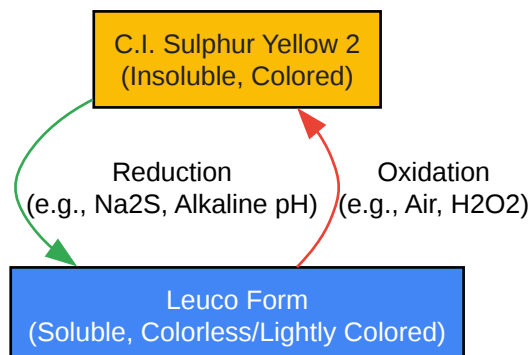 C.I. Sulphur Yellow 2
(Insoluble, Colored)
Reduction
(e.g., Na2S, Alkaline pH)
Oxidation
(e.g., Air, H2O2)
Leuco Form
(Soluble, Colorless/Lightly Colored)